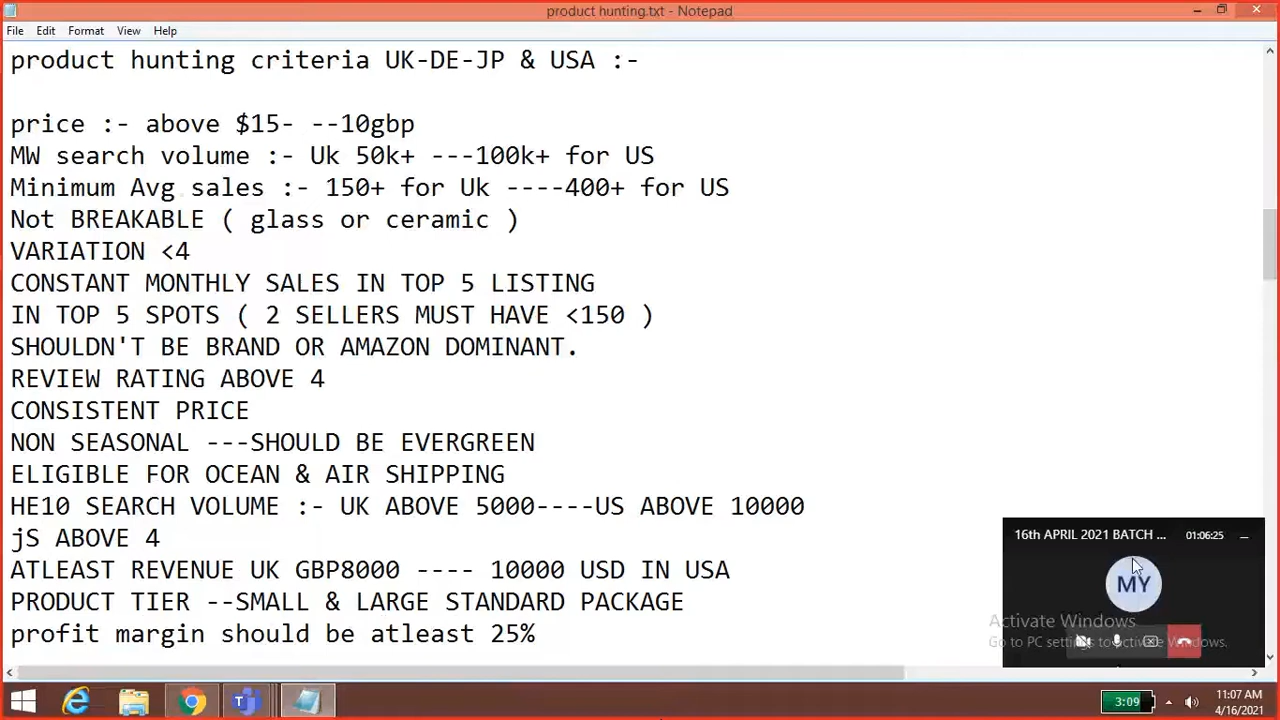 product hunting.txt - Notepad
File Edit Format View Help
product hunting criteria UK-DE-JP & USA :-
price :- above $15- --10gbp
MW search volume :- Uk 50k+ ---100k+ for US
Minimum Avg sales :- 150+ for Uk ----400+ for US
Not BREAKABLE ( glass or ceramic )
VARIATION <4
CONSTANT MONTHLY SALES IN TOP 5 LISTING
IN TOP 5 SPOTS ( 2 SELLERS MUST HAVE <150 )
SHOULDN'T BE BRAND OR AMAZON DOMINANT.
REVIEW RATING ABOVE 4
CONSISTENT PRICE
NON SEASONAL ---SHOULD BE EVERGREEN
ELIGIBLE FOR OCEAN & AIR SHIPPING
HE10 SEARCH VOLUME :- UK ABOVE 5000----US ABOVE 10000
jS ABOVE 4
ATLEAST REVENUE UK GBP8000 ---- 10000 USD IN USA
PRODUCT TIER --SMALL & LARGE STANDARD PACKAGE
profit margin should be atleast 25%
16th APRIL 2021 BATCH ... 01:06:25
MY
Activate Windows
Go to PC settings to activate Windows.
3:09
11:07 AM
4/16/2021